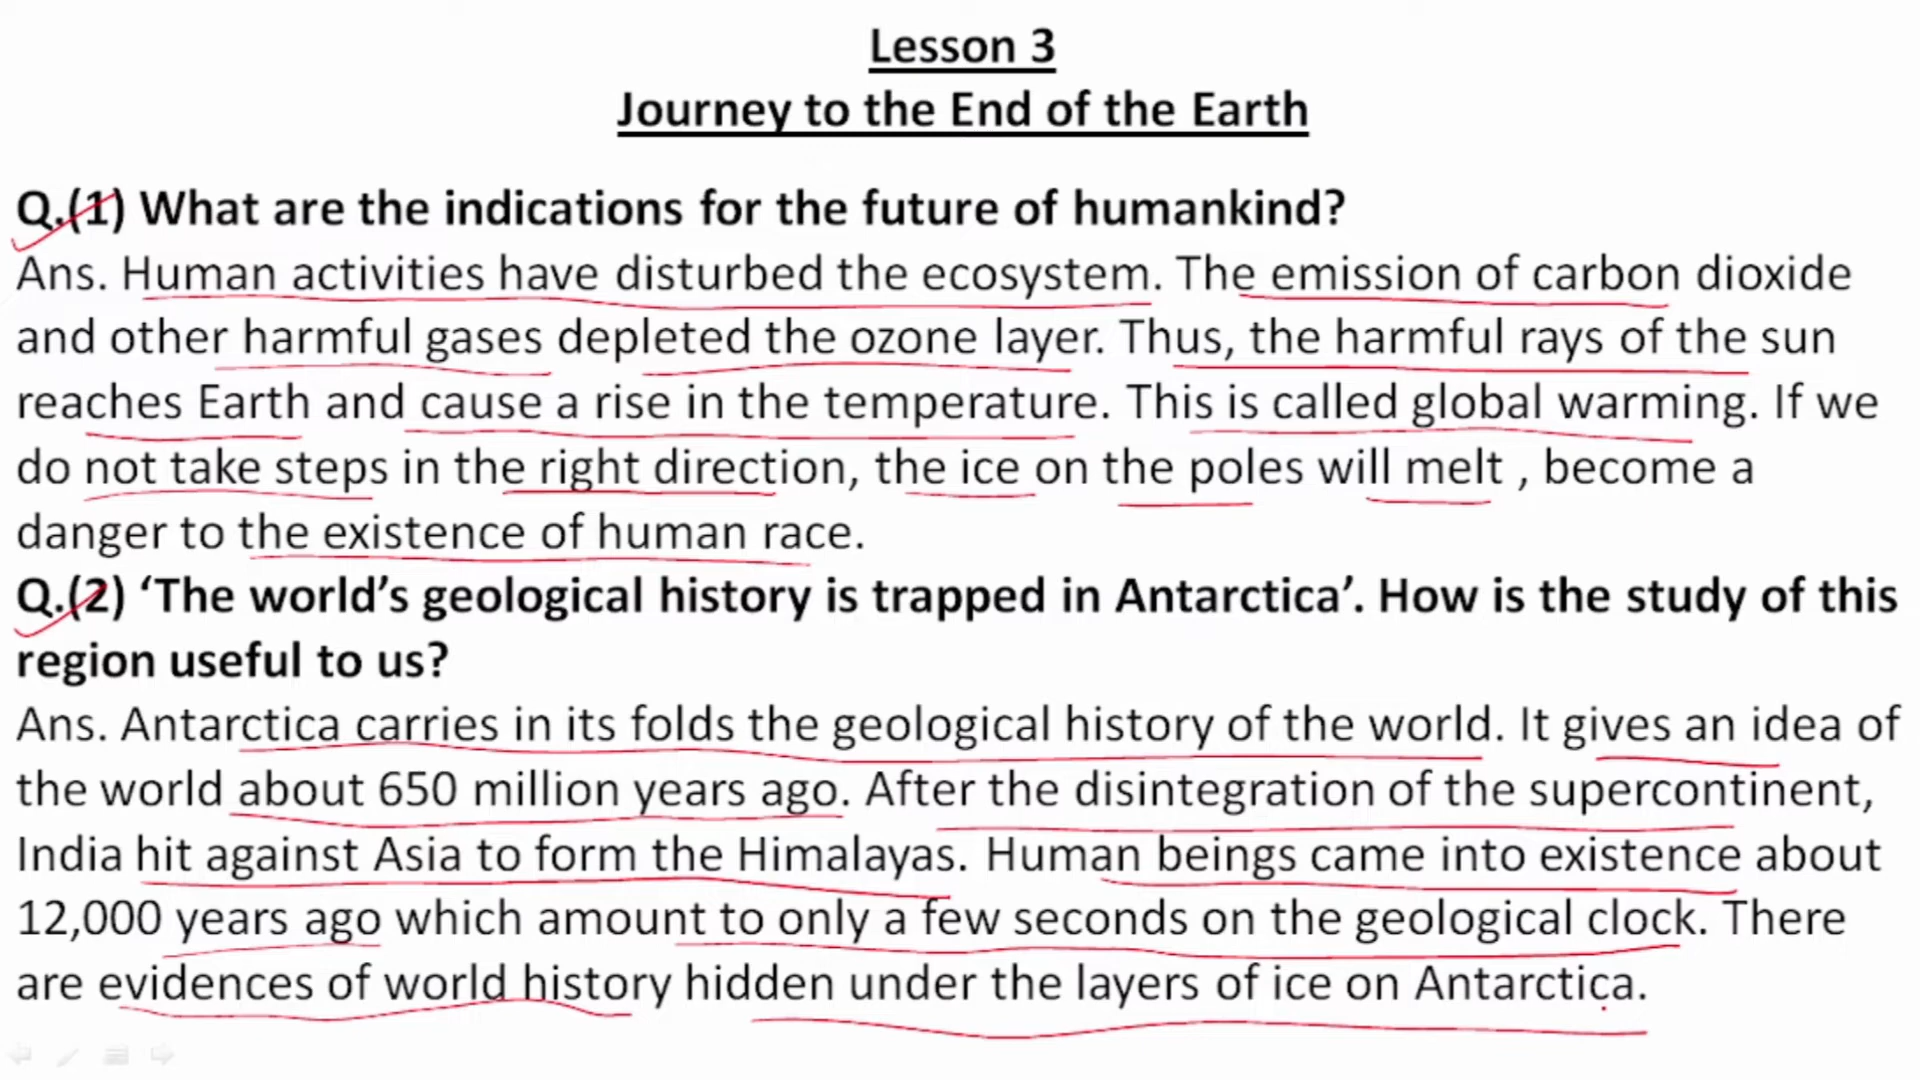 Lesson 3
Journey to the End of the Earth
Q.(1) What are the indications for the future of humankind?
Ans. Human activities have disturbed the ecosystem. The emission of carbon dioxide
and other harmful gases depleted the ozone layer. Thus, the harmful rays of the sun
reaches Earth and cause a rise in the temperature. This is called global warming. If we
do not take steps in the right direction, the ice on the poles will melt , become a
danger to the existence of human race.
Q.(2) ‘The world’s geological history is trapped in Antarctica’. How is the study of this
region useful to us?
Ans. Antarctica carries in its folds the geological history of the world. It gives an idea of
the world about 650 million years ago. After the disintegration of the supercontinent,
India hit against Asia to form the Himalayas. Human beings came into existence about
12,000 years ago which amount to only a few seconds on the geological clock. There
are evidences of world history hidden under the layers of ice on Antarctica.